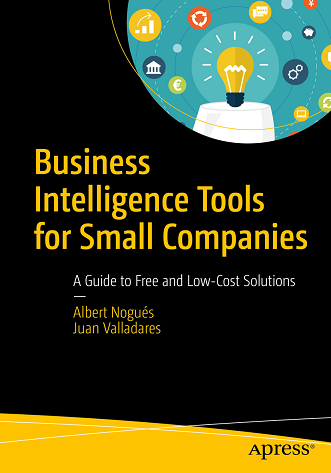 Business
Intelligence Tools
for Small Companies
A Guide to Free and Low-Cost Solutions
Albert Nogués
Juan Valladares
Apress®